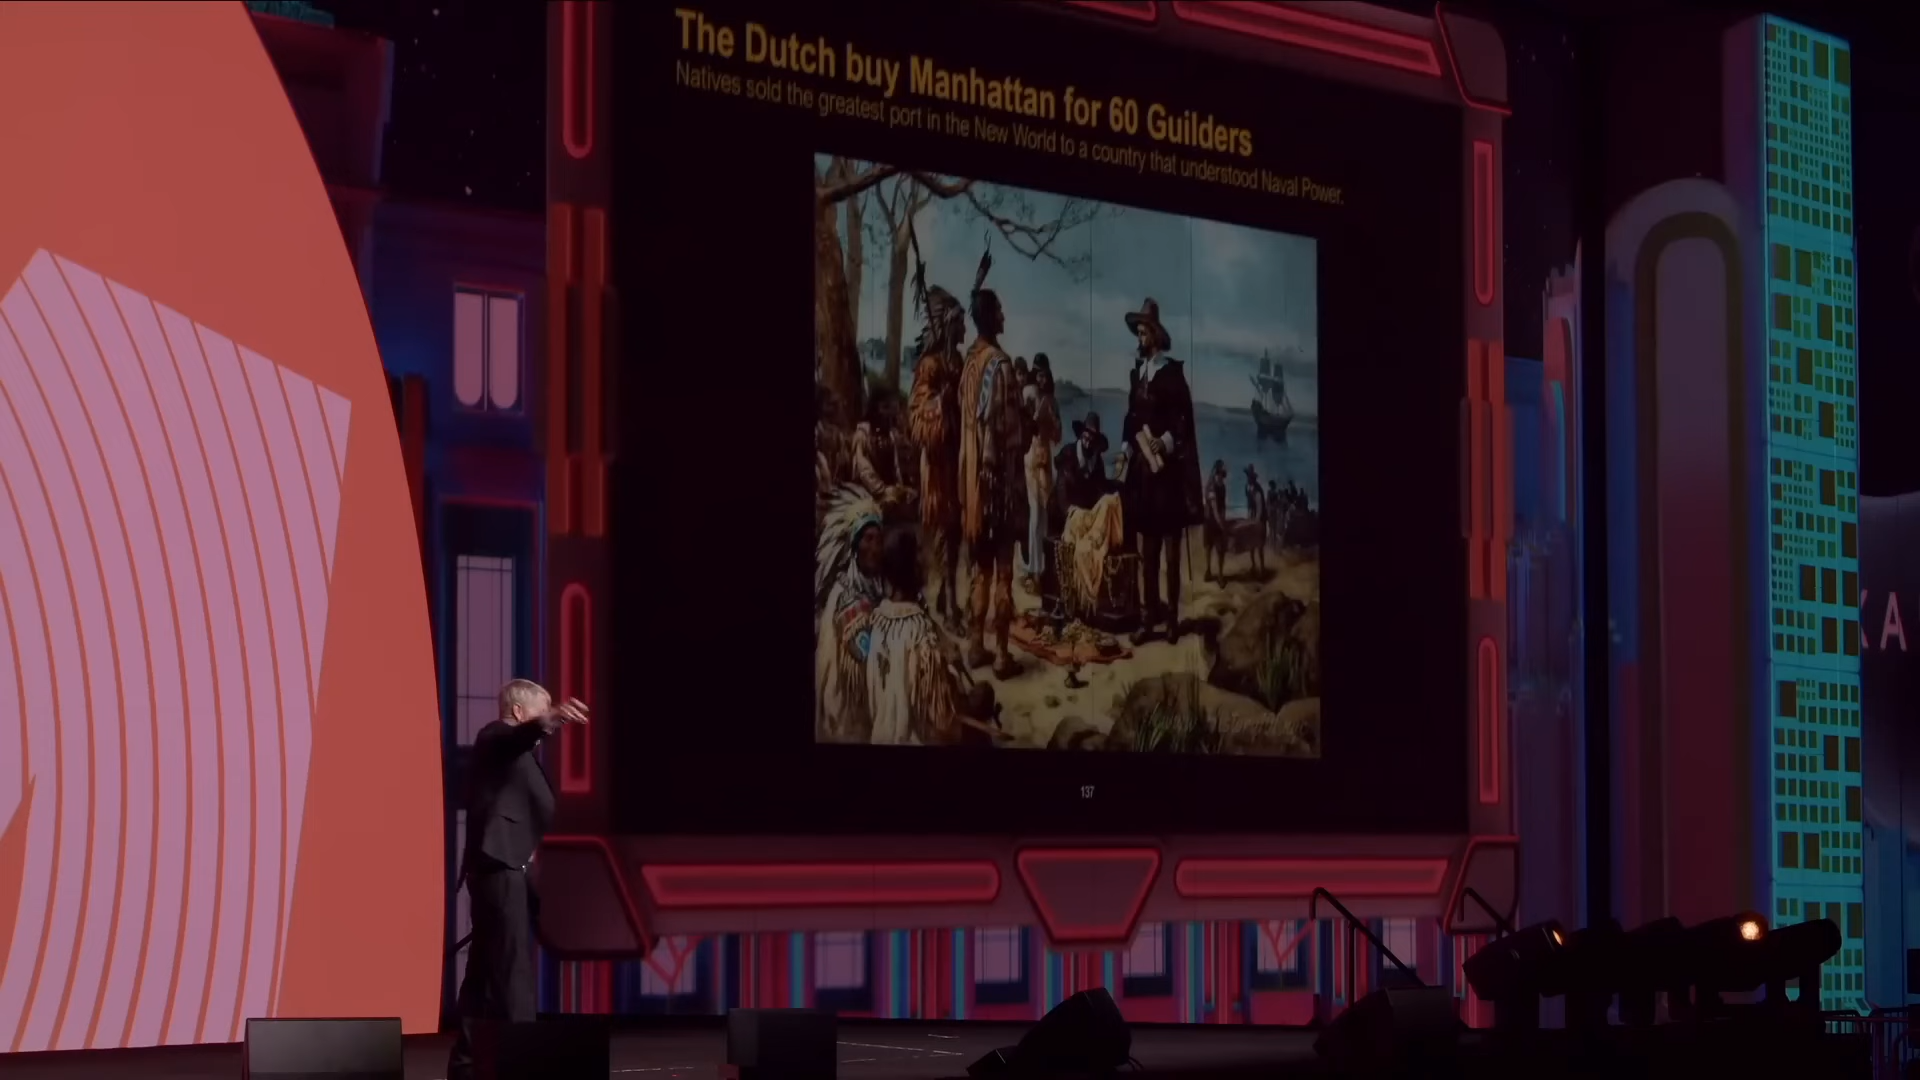 The Dutch buy Manhattan for 60 Guilders
Natives sold the greatest port in the New World to a country that understood Naval Power.
137
KA